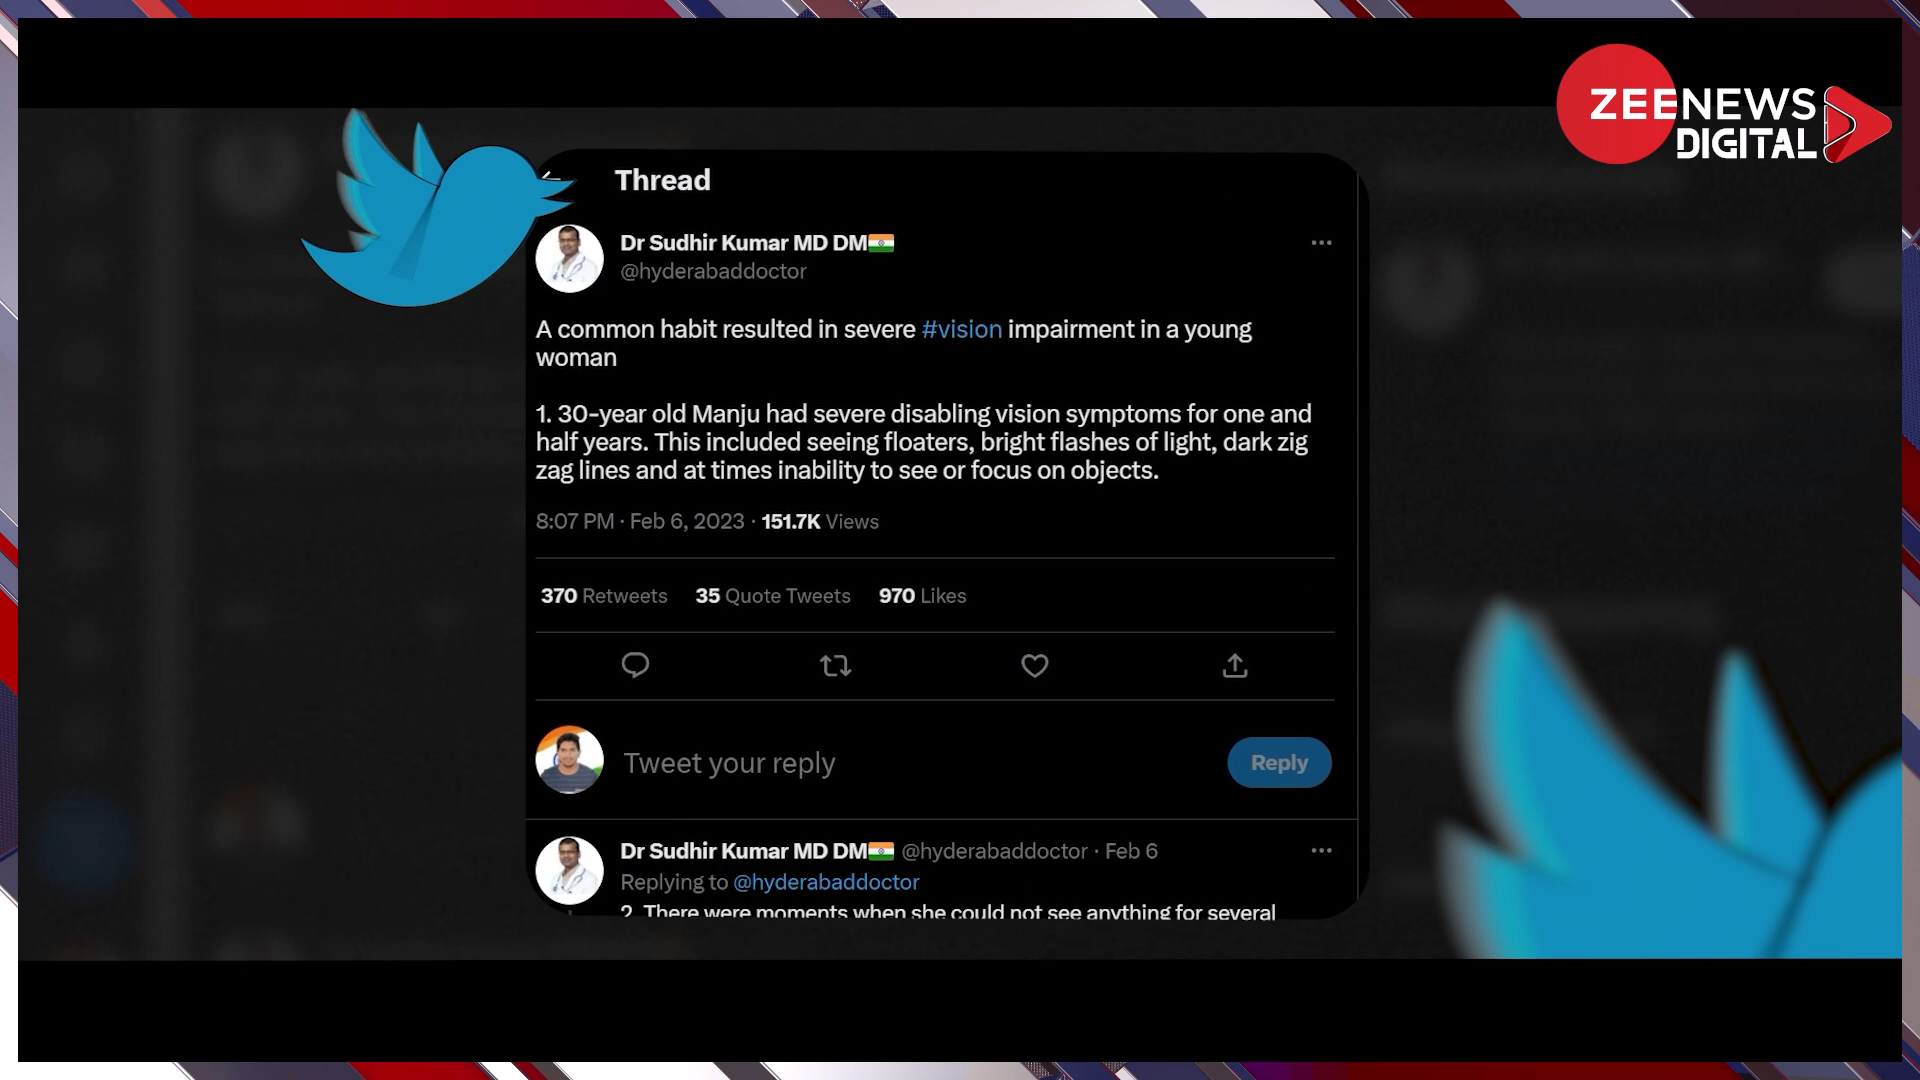 ZEENEWS
DIGITAL
Thread
Dr Sudhir Kumar MD DM🇮🇳
@hyderabaddoctor
A common habit resulted in severe #vision impairment in a young
woman
1. 30-year old Manju had severe disabling vision symptoms for one and
half years. This included seeing floaters, bright flashes of light, dark zig
zag lines and at times inability to see or focus on objects.
8:07 PM · Feb 6, 2023 · 151.7K Views
370 Retweets 35 Quote Tweets 970 Likes
Tweet your reply
Reply
Dr Sudhir Kumar MD DM🇮🇳 @hyderabaddoctor · Feb 6
Replying to @hyderabaddoctor
2. There were moments when she could not see anything for several